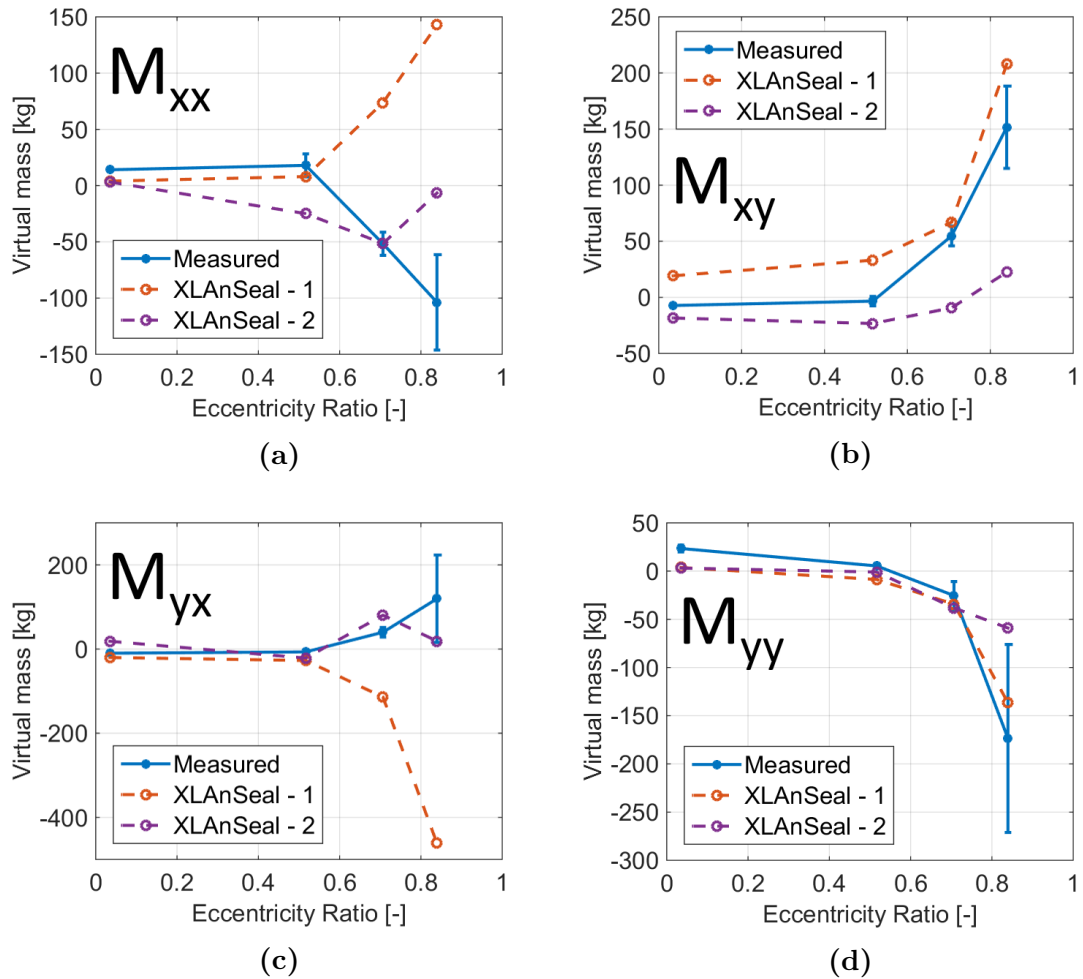 150
100
50
0
-50
-100
-150
Virtual mass [kg]
M_xx
Measured
XLAnSeal - 1
XLAnSeal - 2
0 0.2 0.4 0.6 0.8 1
Eccentricity Ratio [-]
(a)
250
200
150
100
50
0
-50
Virtual mass [kg]
Measured
XLAnSeal - 1
XLAnSeal - 2
M_xy
0 0.2 0.4 0.6 0.8 1
Eccentricity Ratio [-]
(b)
200
0
-200
-400
Virtual mass [kg]
M_yx
Measured
XLAnSeal - 1
XLAnSeal - 2
0 0.2 0.4 0.6 0.8 1
Eccentricity Ratio [-]
(c)
50
0
-50
-100
-150
-200
-250
-300
Virtual mass [kg]
M_yy
Measured
XLAnSeal - 1
XLAnSeal - 2
0 0.2 0.4 0.6 0.8 1
Eccentricity Ratio [-]
(d)